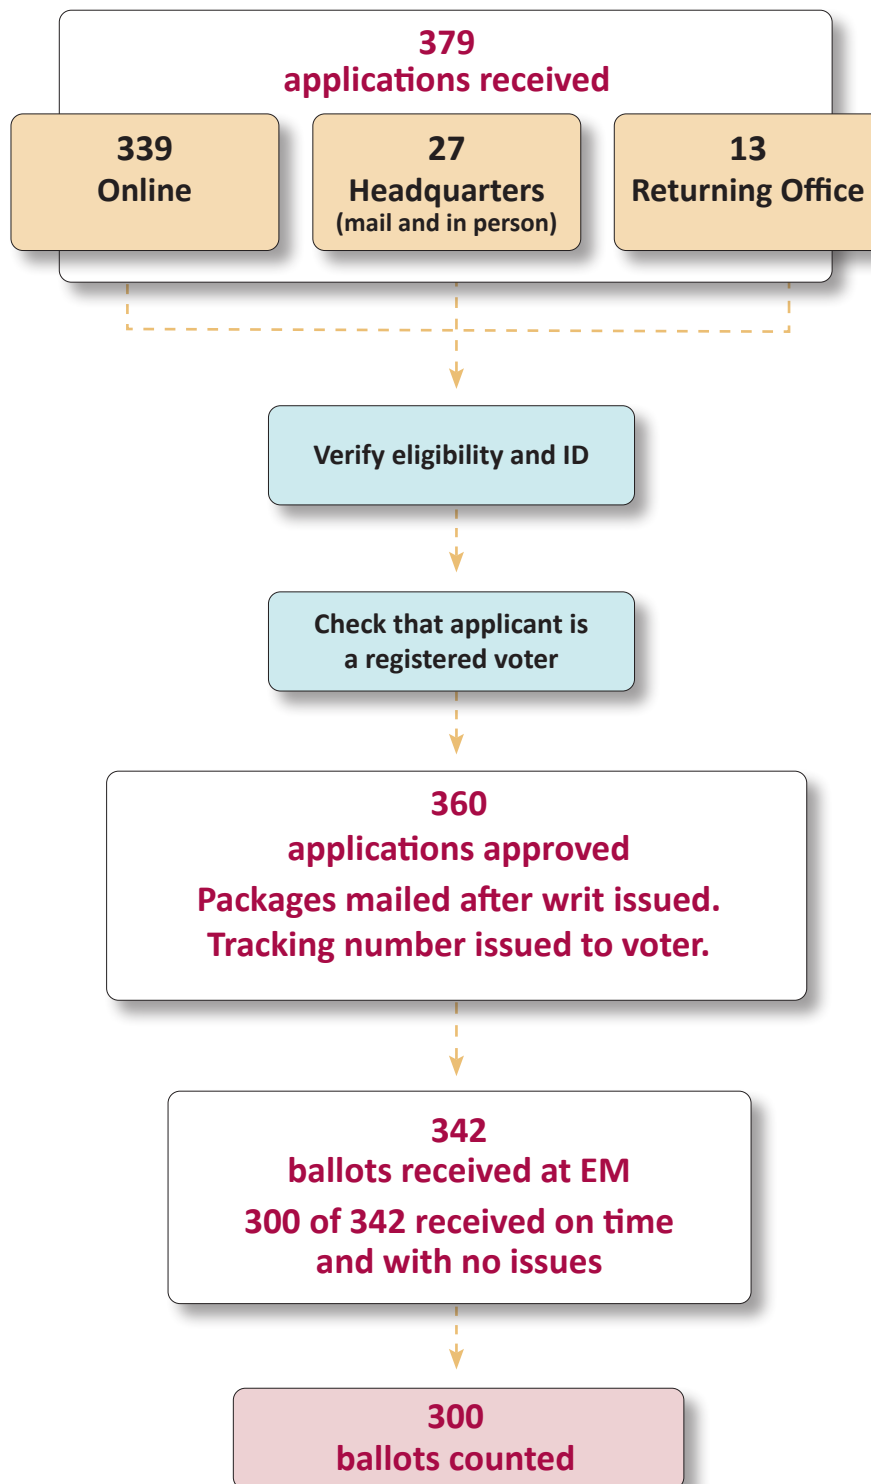 379
applications received
339
Online
27
Headquarters
(mail and in person)
13
Returning Office
Verify eligibility and ID
Check that applicant is
a registered voter
360
applications approved
Packages mailed after writ issued.
Tracking number issued to voter.
342
ballots received at EM
300 of 342 received on time
and with no issues
300
ballots counted